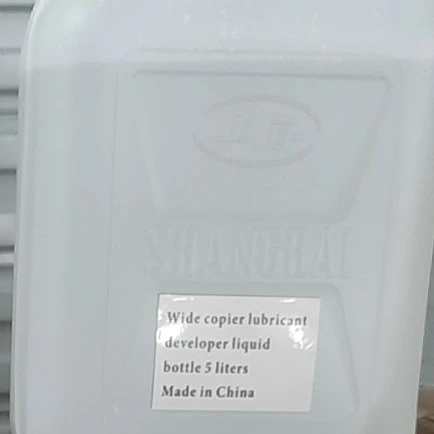 SHANGHAI
Wide copier lubricant
developer liquid
bottle 5 liters
Made in China